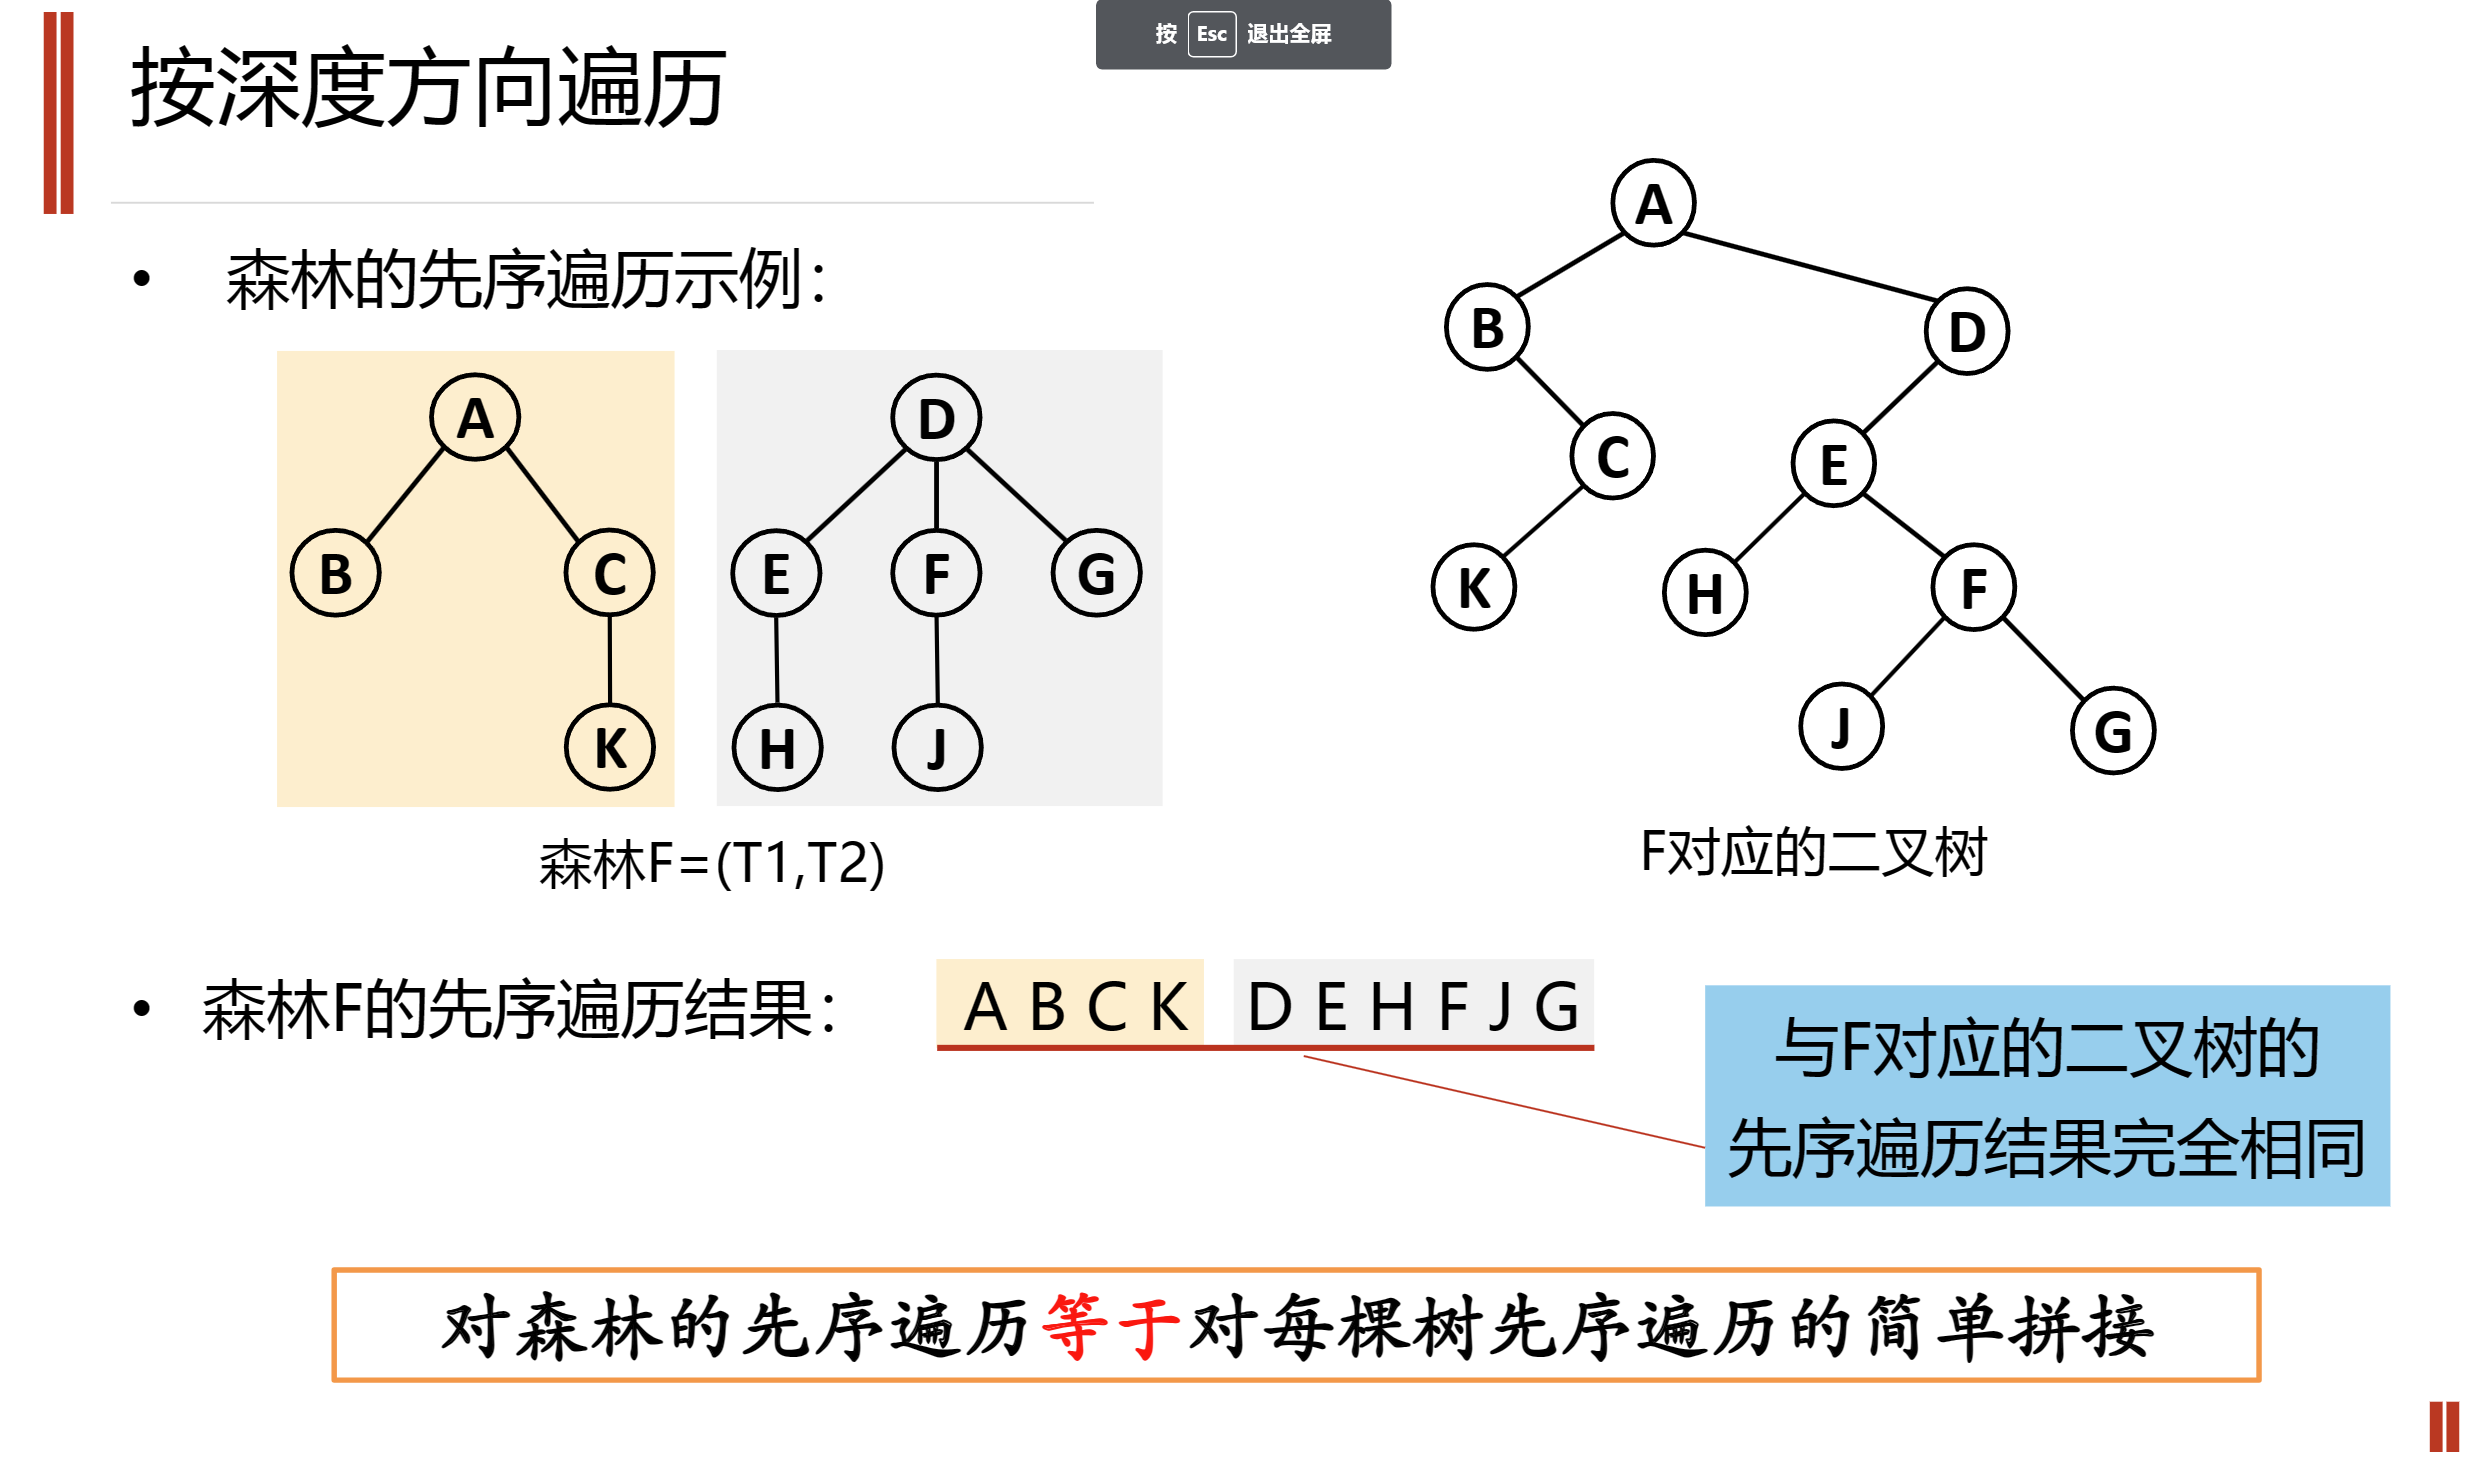 按 Esc 退出全屏
按深度方向遍历
• 森林的先序遍历示例：
A
B C
K
D
E F G
H J
森林F=(T1,T2)
A
B D
C E
K H F
J G
F对应的二叉树
• 森林F的先序遍历结果： A B C K D E H F J G
与F对应的二叉树的
先序遍历结果完全相同
对森林的先序遍历等于对每棵树先序遍历的简单拼接